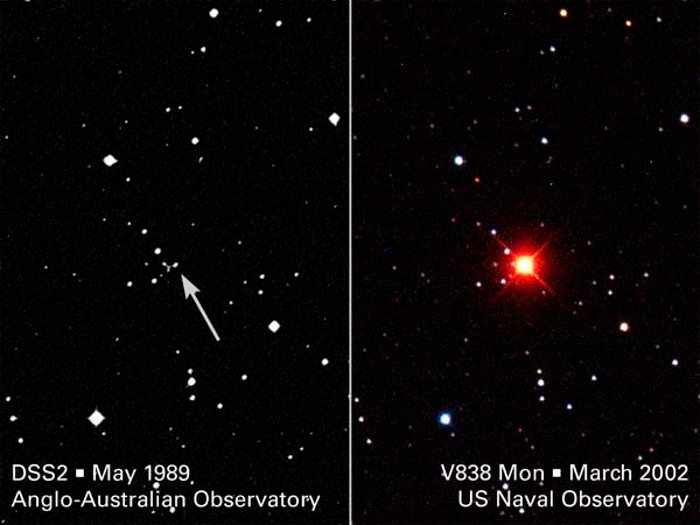 DSS2 ▪ May 1989
Anglo-Australian Observatory
V838 Mon ▪ March 2002
US Naval Observatory